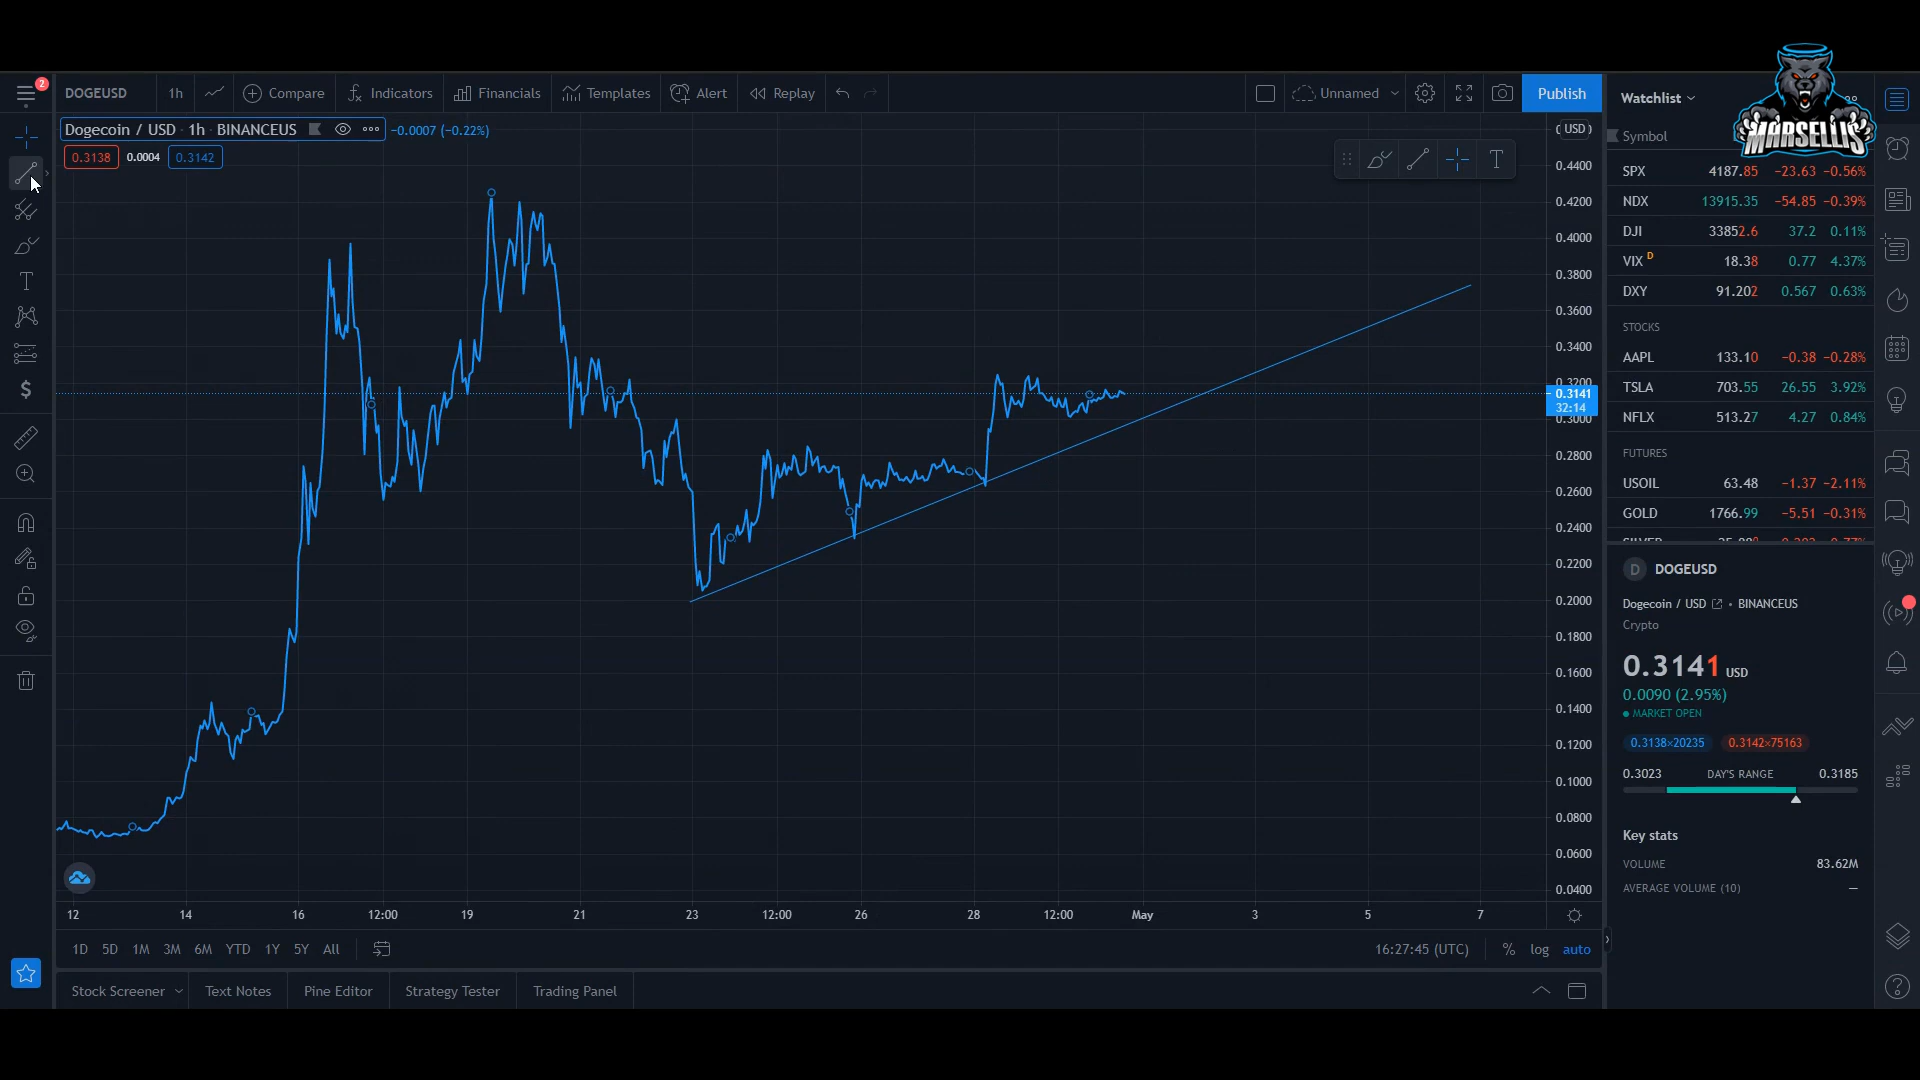 2
DOGEUSD 1h Compare Indicators Financials Templates Alert Replay Unnamed Publish
Dogecoin / USD · 1h · BINANCEUS −0.0007 (−0.22%)
0.3138 0.0004 0.3142
T
USD
0.4400
0.4200
0.4000
0.3800
0.3600
0.3400
0.3200
0.3141
32:14
0.3000
0.2800
0.2600
0.2400
0.2200
0.2000
0.1800
0.1600
0.1400
0.1200
0.1000
0.0800
0.0600
0.0400
12 14 16 12:00 19 21 23 12:00 26 28 12:00 May 3 5 7
1D 5D 1M 3M 6M YTD 1Y 5Y All 16:27:45 (UTC) % log auto
Stock Screener Text Notes Pine Editor Strategy Tester Trading Panel
Watchlist
MARSELLIS
Symbol
SPX 4187.85 −23.63 −0.56%
NDX 13915.35 −54.85 −0.39%
DJI 33852.6 37.2 0.11%
VIX D 18.38 0.77 4.37%
DXY 91.202 0.567 0.63%
STOCKS
AAPL 133.10 −0.38 −0.28%
TSLA 703.55 26.55 3.92%
NFLX 513.27 4.27 0.84%
FUTURES
USOIL 63.48 −1.37 −2.11%
GOLD 1766.99 −5.51 −0.31%
D DOGEUSD
Dogecoin / USD • BINANCEUS
Crypto
0.3141 USD
0.0090 (2.95%)
MARKET OPEN
0.3138×20235 0.3142×75163
0.3023 DAY'S RANGE 0.3185
Key stats
VOLUME 83.62M
AVERAGE VOLUME (10) —